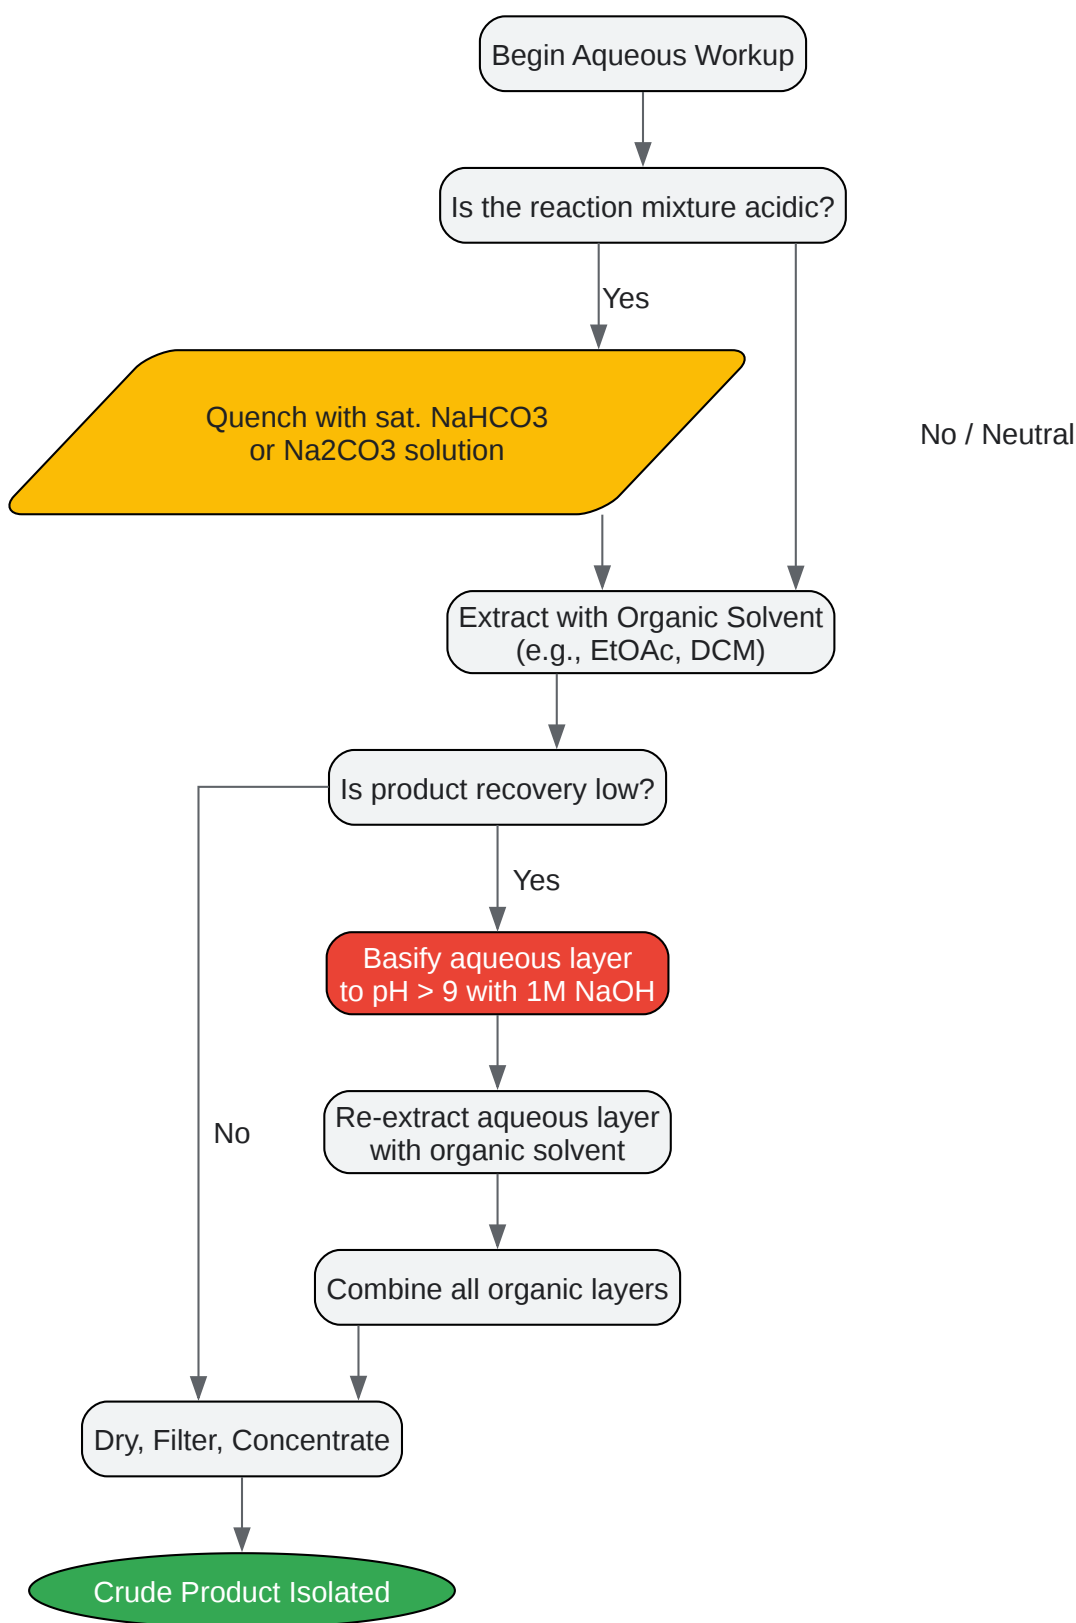 Begin Aqueous Workup
Is the reaction mixture acidic?
Yes
Quench with sat. NaHCO3
or Na2CO3 solution
No / Neutral
Extract with Organic Solvent
(e.g., EtOAc, DCM)
Is product recovery low?
Yes
Basify aqueous layer
to pH > 9 with 1M NaOH
Re-extract aqueous layer
with organic solvent
No
Combine all organic layers
Dry, Filter, Concentrate
Crude Product Isolated